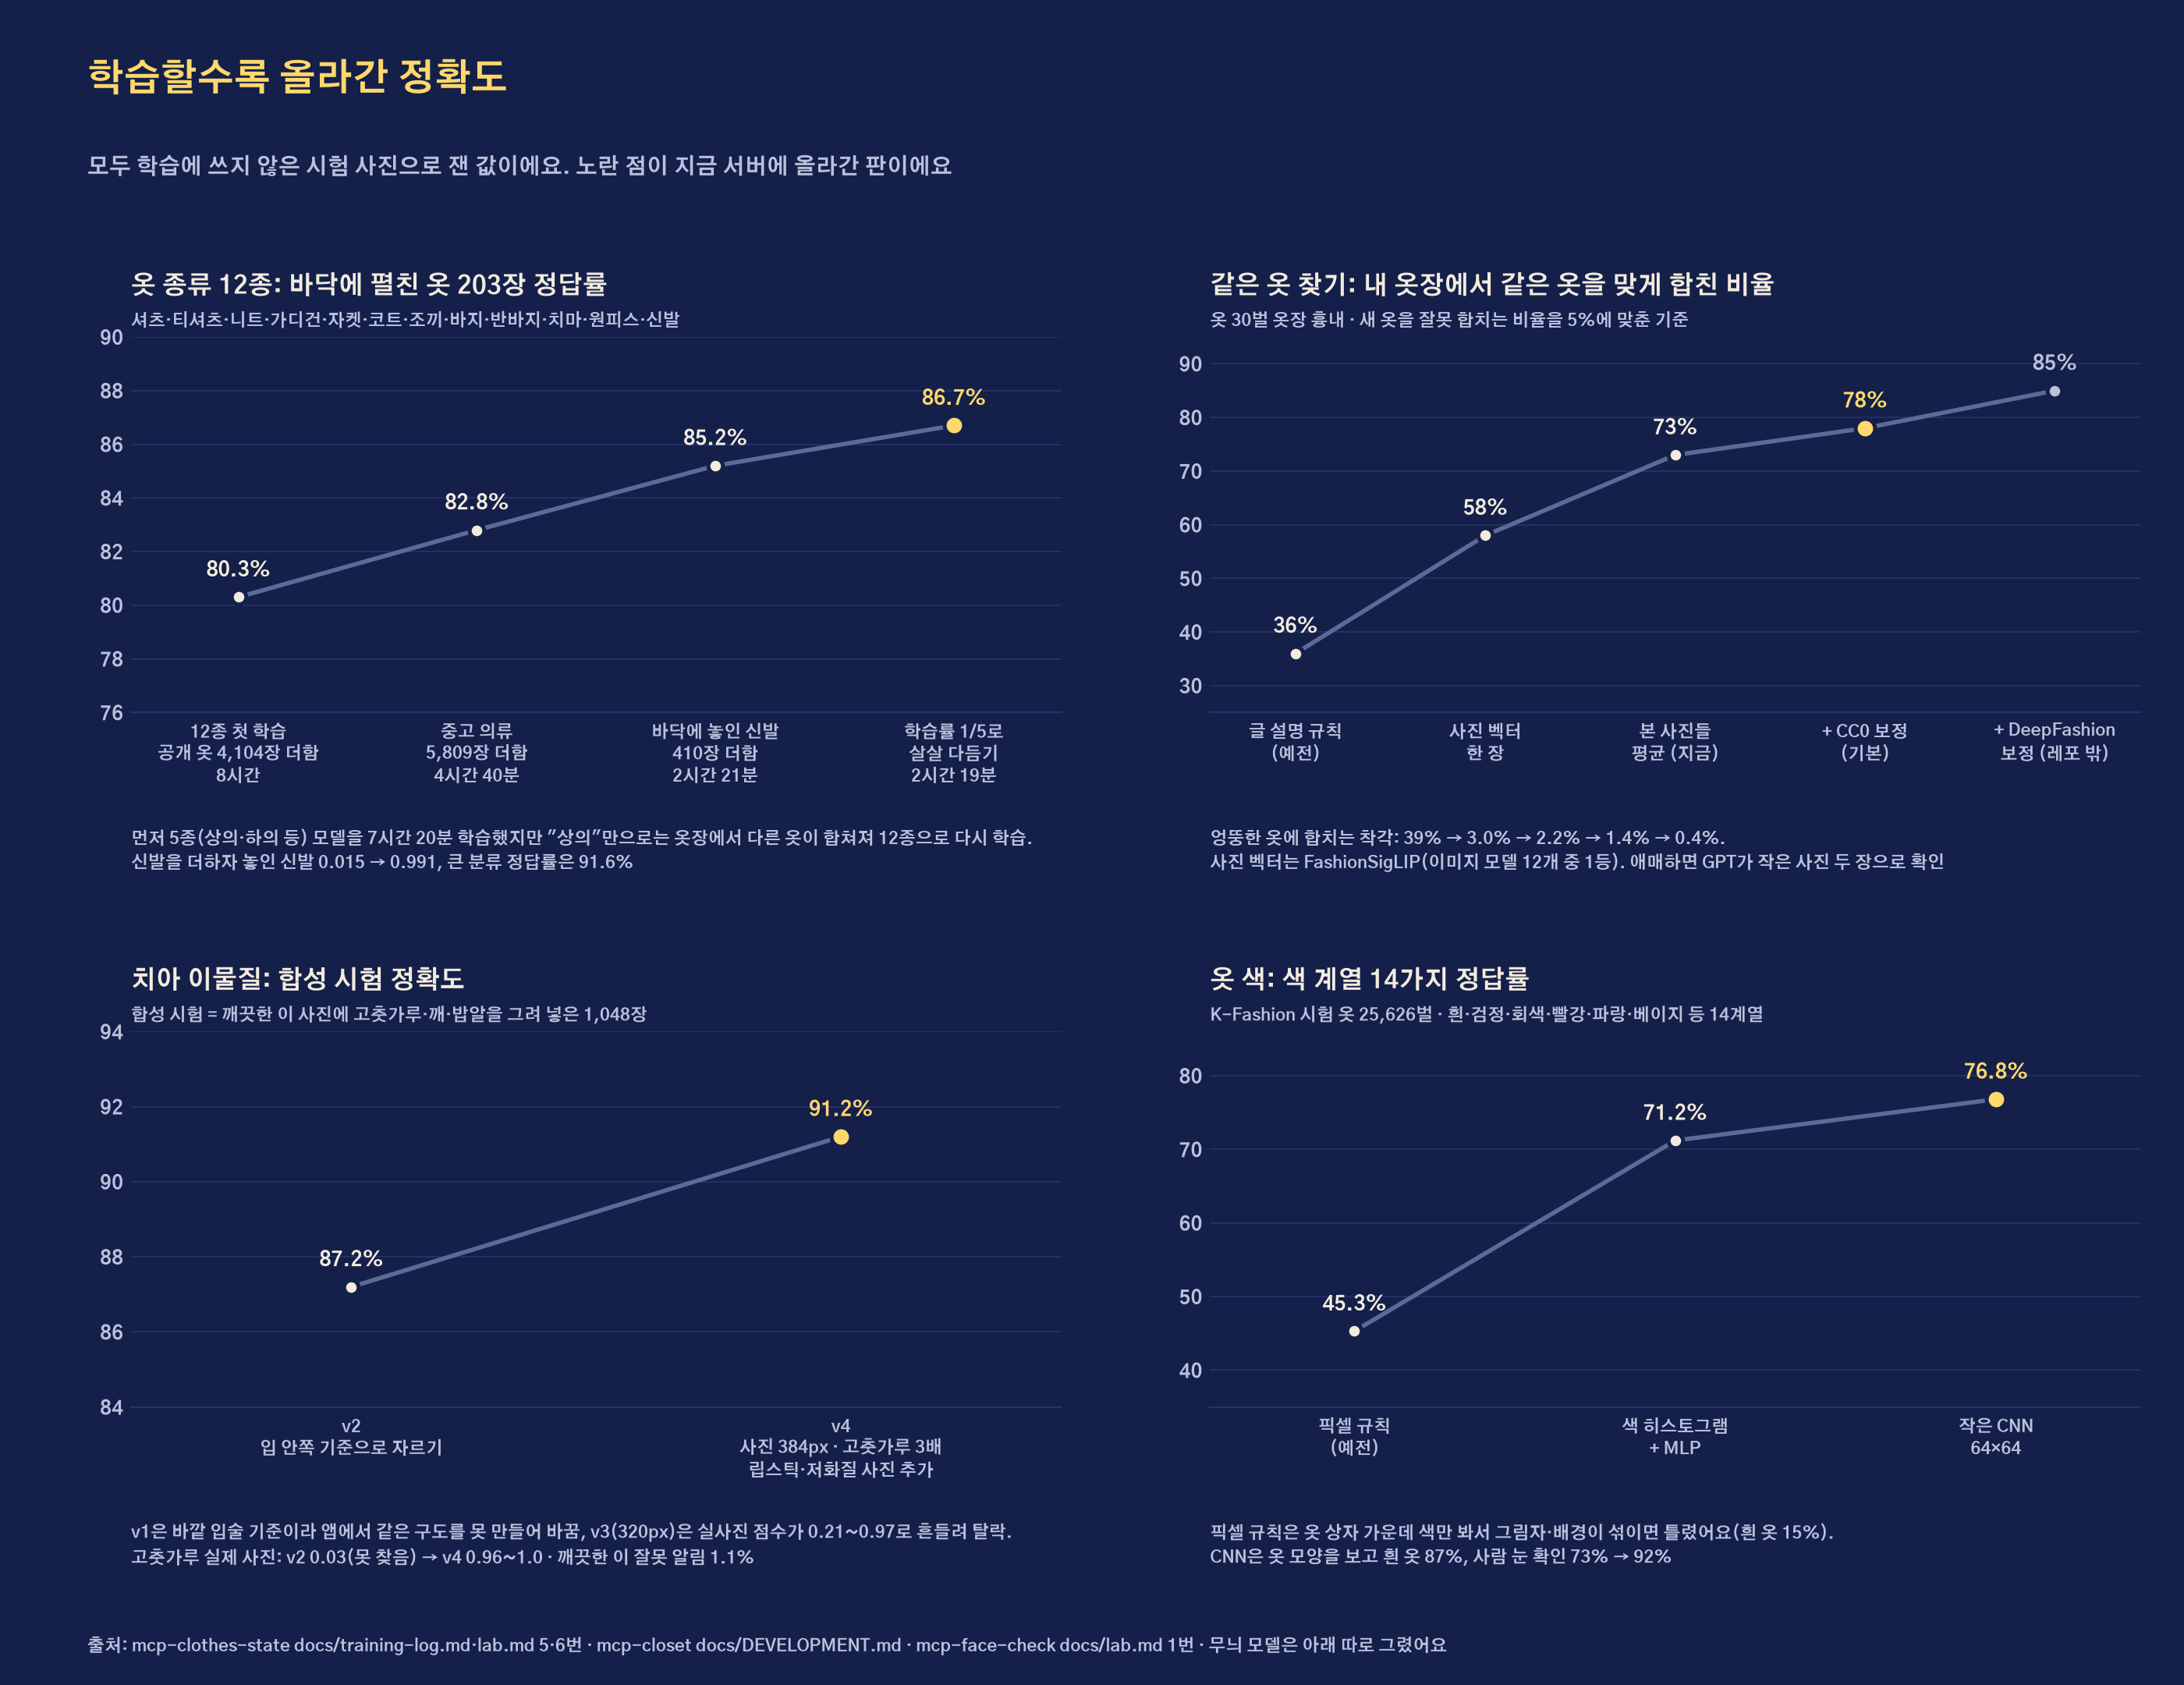 학습할수록 올라간 정확도
모두 학습에 쓰지 않은 시험 사진으로 잰 값이에요. 노란 점이 지금 서버에 올라간 판이에요
옷 종류 12종: 바닥에 펼친 옷 203장 정답률
셔츠·티셔츠·니트·가디건·자켓·코트·조끼·바지·반바지·치마·원피스·신발
90
88
86
84
82
80
78
76
80.3%
82.8%
85.2%
86.7%
12종 첫 학습
공개 옷 4,104장 더함
8시간
중고 의류
5,809장 더함
4시간 40분
바닥에 놓인 신발
410장 더함
2시간 21분
학습률 1/5로
살살 다듬기
2시간 19분
먼저 5종(상의·하의 등) 모델을 7시간 20분 학습했지만 "상의"만으로는 옷장에서 다른 옷이 합쳐져 12종으로 다시 학습.
신발을 더하자 놓인 신발 0.015 → 0.991, 큰 분류 정답률은 91.6%
같은 옷 찾기: 내 옷장에서 같은 옷을 맞게 합친 비율
옷 30벌 옷장 흉내 · 새 옷을 잘못 합치는 비율을 5%에 맞춘 기준
90
80
70
60
50
40
30
36%
58%
73%
78%
85%
글 설명 규칙
(예전)
사진 벡터
한 장
본 사진들
평균 (지금)
+ CC0 보정
(기본)
+ DeepFashion
보정 (레포 밖)
엉뚱한 옷에 합치는 착각: 39% → 3.0% → 2.2% → 1.4% → 0.4%.
사진 벡터는 FashionSigLIP(이미지 모델 12개 중 1등). 애매하면 GPT가 작은 사진 두 장으로 확인
치아 이물질: 합성 시험 정확도
합성 시험 = 깨끗한 이 사진에 고춧가루·깨·밥알을 그려 넣은 1,048장
94
92
90
88
86
84
87.2%
91.2%
v2
입 안쪽 기준으로 자르기
v4
사진 384px · 고춧가루 3배
립스틱·저화질 사진 추가
v1은 바깥 입술 기준이라 앱에서 같은 구도를 못 만들어 바꿈, v3(320px)은 실사진 점수가 0.21~0.97로 흔들려 탈락.
고춧가루 실제 사진: v2 0.03(못 찾음) → v4 0.96~1.0 · 깨끗한 이 잘못 알림 1.1%
옷 색: 색 계열 14가지 정답률
K-Fashion 시험 옷 25,626벌 · 흰·검정·회색·빨강·파랑·베이지 등 14계열
80
70
60
50
40
45.3%
71.2%
76.8%
픽셀 규칙
(예전)
색 히스토그램
+ MLP
작은 CNN
64×64
픽셀 규칙은 옷 상자 가운데 색만 봐서 그림자·배경이 섞이면 틀렸어요(흰 옷 15%).
CNN은 옷 모양을 보고 흰 옷 87%, 사람 눈 확인 73% → 92%
출처: mcp-clothes-state docs/training-log.md·lab.md 5·6번 · mcp-closet docs/DEVELOPMENT.md · mcp-face-check docs/lab.md 1번 · 무늬 모델은 아래 따로 그렸어요